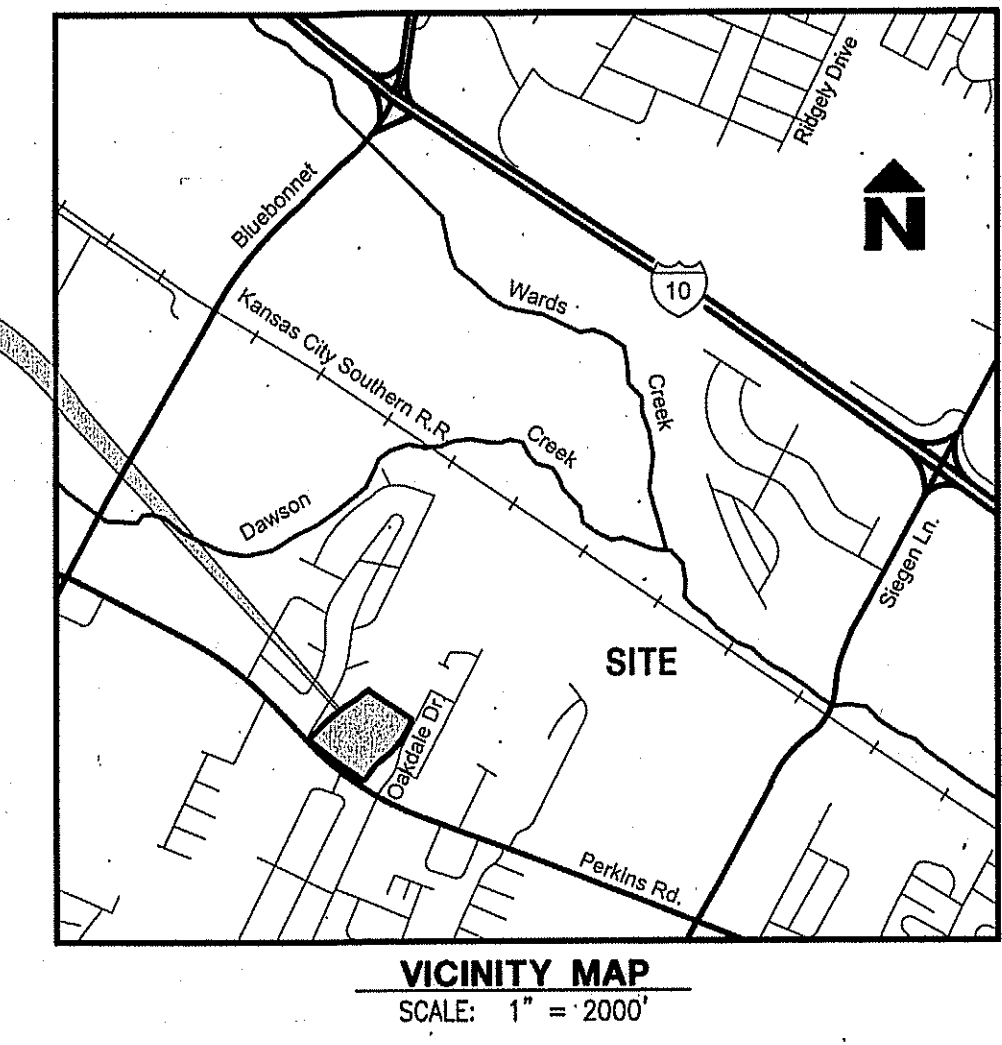 Ridgely Drive
Bluebonnet
N
10
Wards
Creek
Kansas City Southern R.R.
Creek
Dawson
Siegen Ln.
SITE
Oakdale Dr.
Perkins Rd.
VICINITY MAP
SCALE: 1" = 2000'